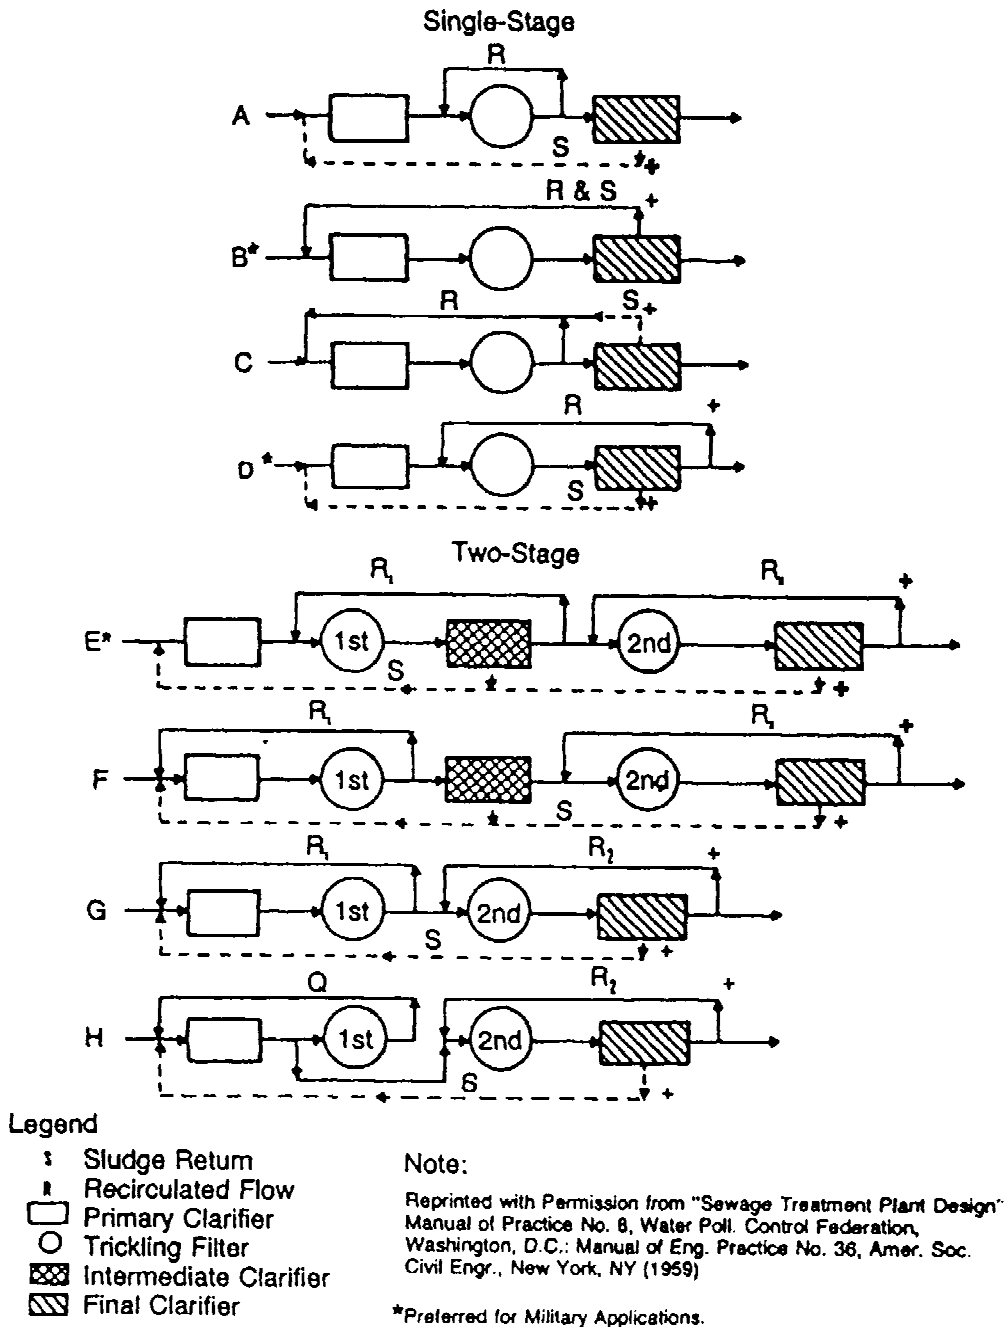 Single-Stage
R
A
S
+
R & S
+
B*
R
S
+
C
R
+
D*
S
+
Two-Stage
R₁
R₂
+
E*
1st
2nd
S
+
R₁
R₂
+
F
1st
2nd
S
+
R₁
R₂
+
G
1st
2nd
S
+
Q
R₂
+
H
1st
2nd
S
+
Legend
S Sludge Return
R Recirculated Flow
Primary Clarifier
Trickling Filter
Intermediate Clarifier
Final Clarifier
Note:
Reprinted with Permission from "Sewage Treatment Plant Design"
Manual of Practice No. 8, Water Poll. Control Federation,
Washington, D.C.: Manual of Eng. Practice No. 36, Amer. Soc.
Civil Engr., New York, NY (1959)
*Preferred for Military Applications.